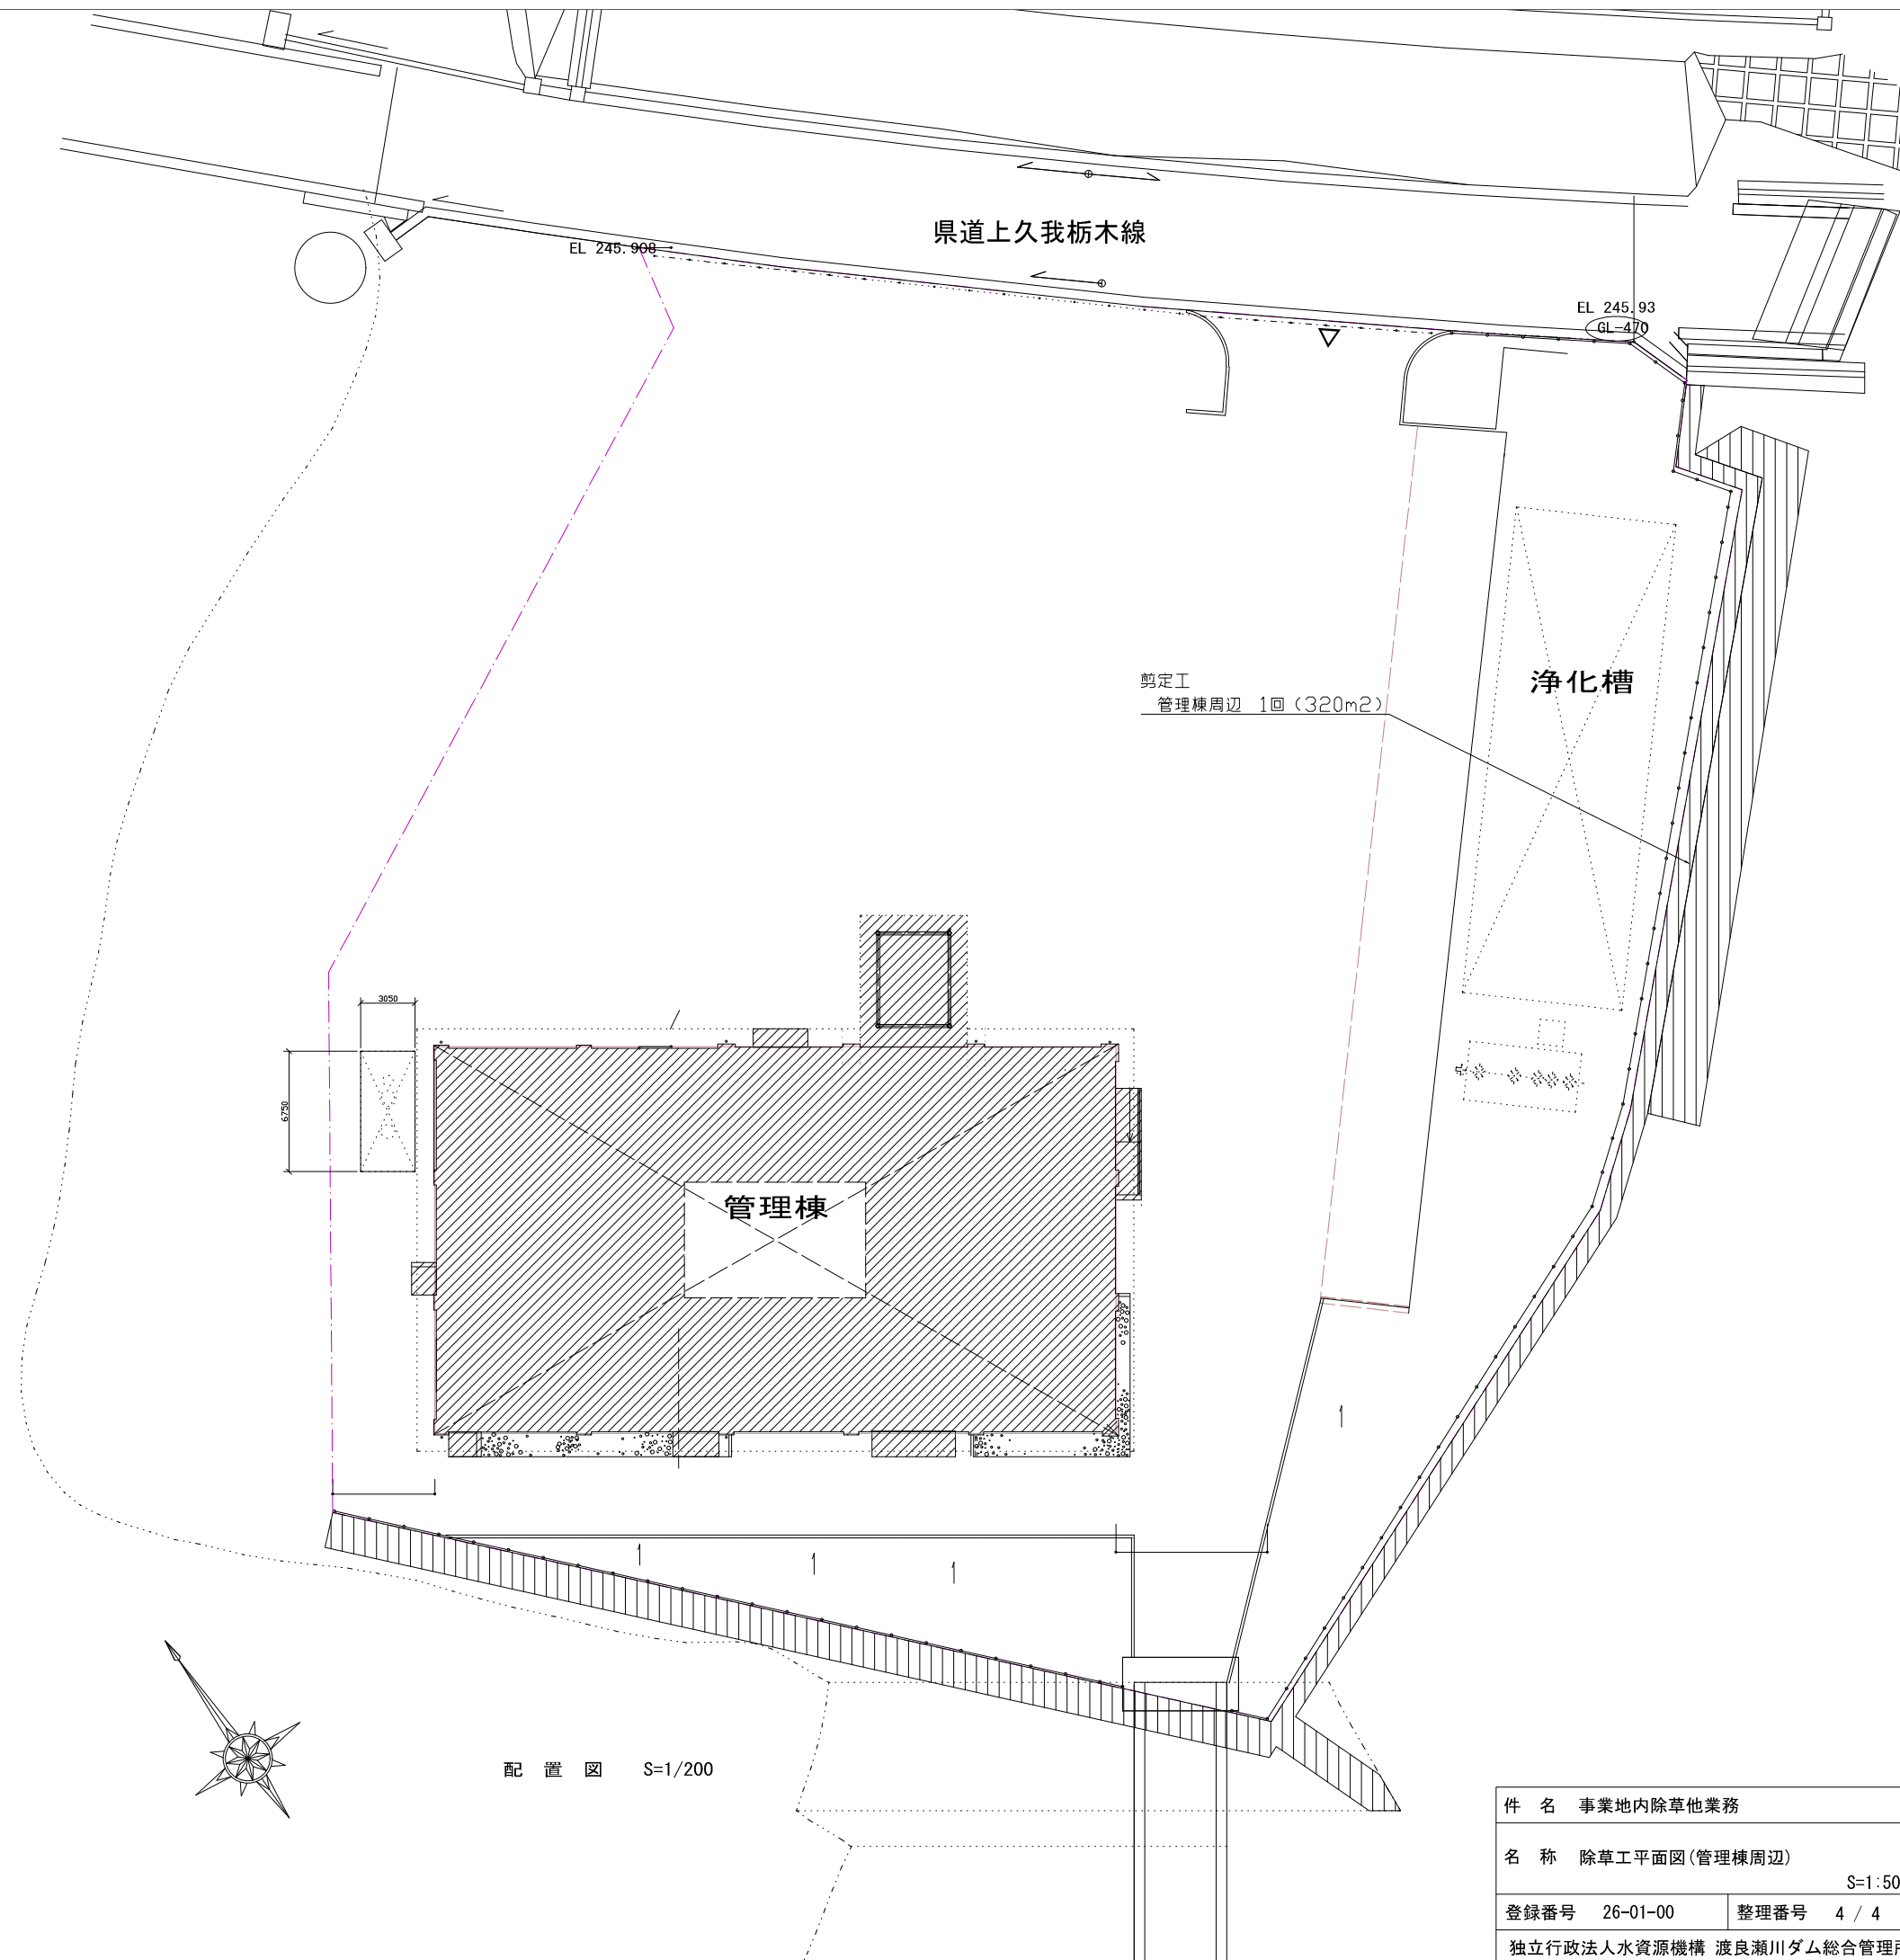 県道上久我栃木線
EL 245.908
EL 245.93
GL-470
剪定工
管理棟周辺　1回（320m2）
浄化槽
3050
6750
管理棟
配　置　図　　S=1/200
件　名　事業地内除草他業務
名　称　除草工平面図(管理棟周辺)
S=1:50
登録番号　26-01-00　整理番号　4 / 4
独立行政法人水資源機構 渡良瀬川ダム総合管理所